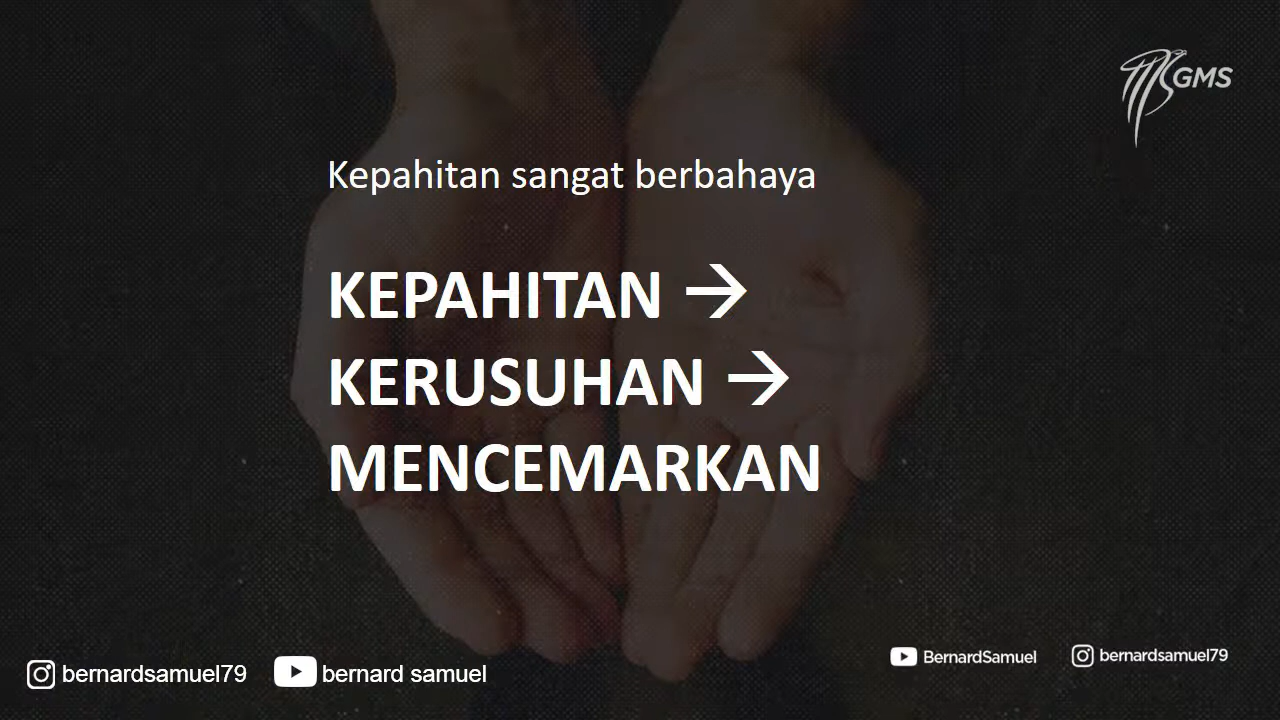 GMS
Kepahitan sangat berbahaya
KEPAHITAN →
KERUSUHAN →
MENCEMARKAN
bernardsamuel79 bernard samuel
BernardSamuel bernardsamuel79